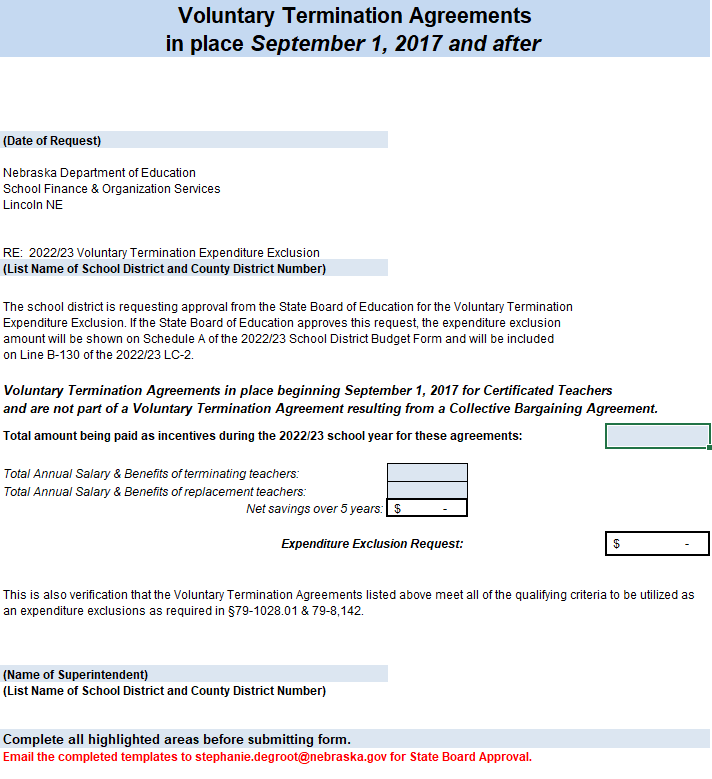 Voluntary Termination Agreements
in place September 1, 2017 and after
(Date of Request)
Nebraska Department of Education
School Finance & Organization Services
Lincoln NE
RE: 2022/23 Voluntary Termination Expenditure Exclusion
(List Name of School District and County District Number)
The school district is requesting approval from the State Board of Education for the Voluntary Termination
Expenditure Exclusion. If the State Board of Education approves this request, the expenditure exclusion
amount will be shown on Schedule A of the 2022/23 School District Budget Form and will be included
on Line B-130 of the 2022/23 LC-2.
Voluntary Termination Agreements in place beginning September 1, 2017 for Certificated Teachers
and are not part of a Voluntary Termination Agreement resulting from a Collective Bargaining Agreement.
Total amount being paid as incentives during the 2022/23 school year for these agreements:
Total Annual Salary & Benefits of terminating teachers:
Total Annual Salary & Benefits of replacement teachers:
Net savings over 5 years: $ -
Expenditure Exclusion Request: $ -
This is also verification that the Voluntary Termination Agreements listed above meet all of the qualifying criteria to be utilized as
an expenditure exclusions as required in §79-1028.01 & 79-8,142.
(Name of Superintendent)
(List Name of School District and County District Number)
Complete all highlighted areas before submitting form.
Email the completed templates to stephanie.degroot@nebraska.gov for State Board Approval.